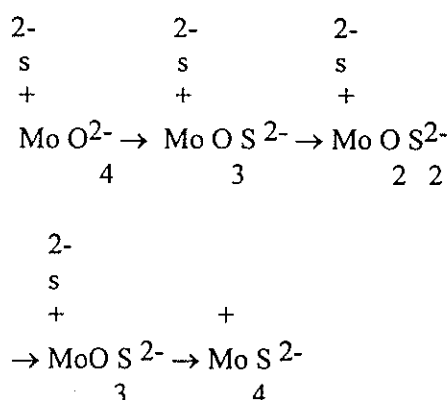 2- 2- 2-
s s s
+ + +
Mo O2- → Mo O S 2- → Mo O S2-
4 3 2 2
2-
s
+ +
→ MoO S 2- → Mo S 2-
3 4